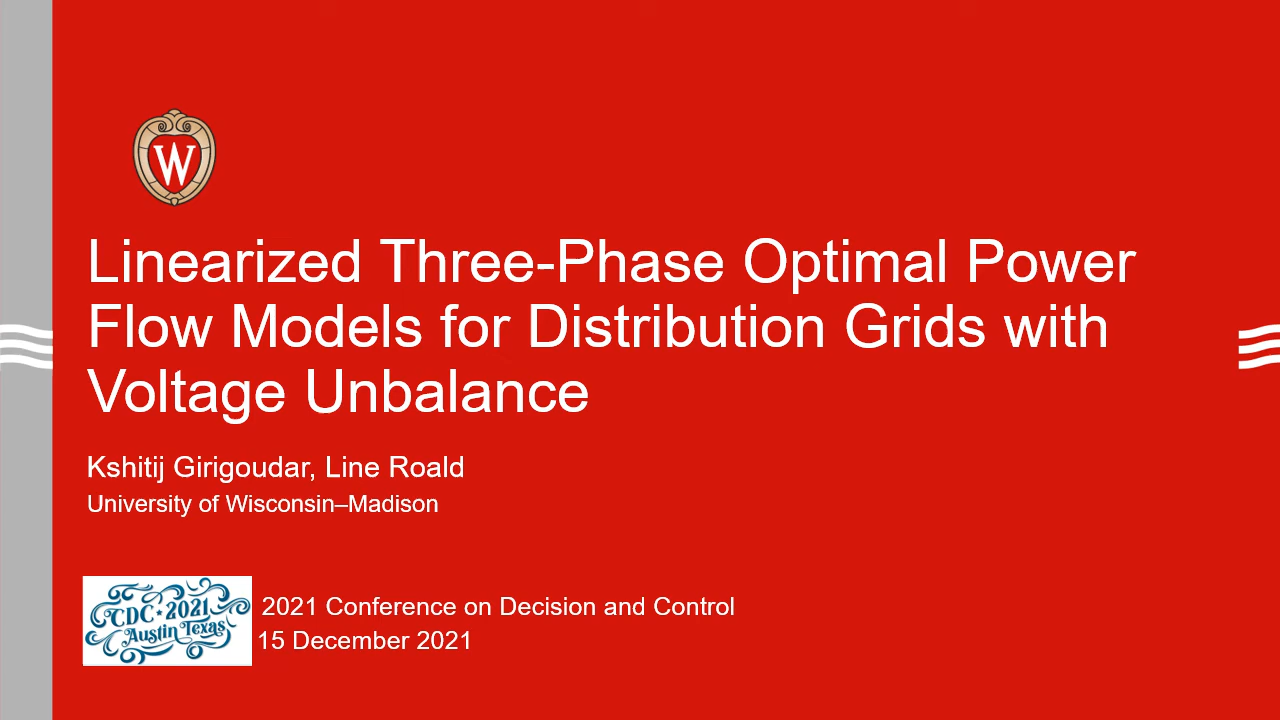 W
Linearized Three-Phase Optimal Power
Flow Models for Distribution Grids with
Voltage Unbalance
Kshitij Girigoudar, Line Roald
University of Wisconsin–Madison
CDC★2021
Austin Texas
2021 Conference on Decision and Control
15 December 2021